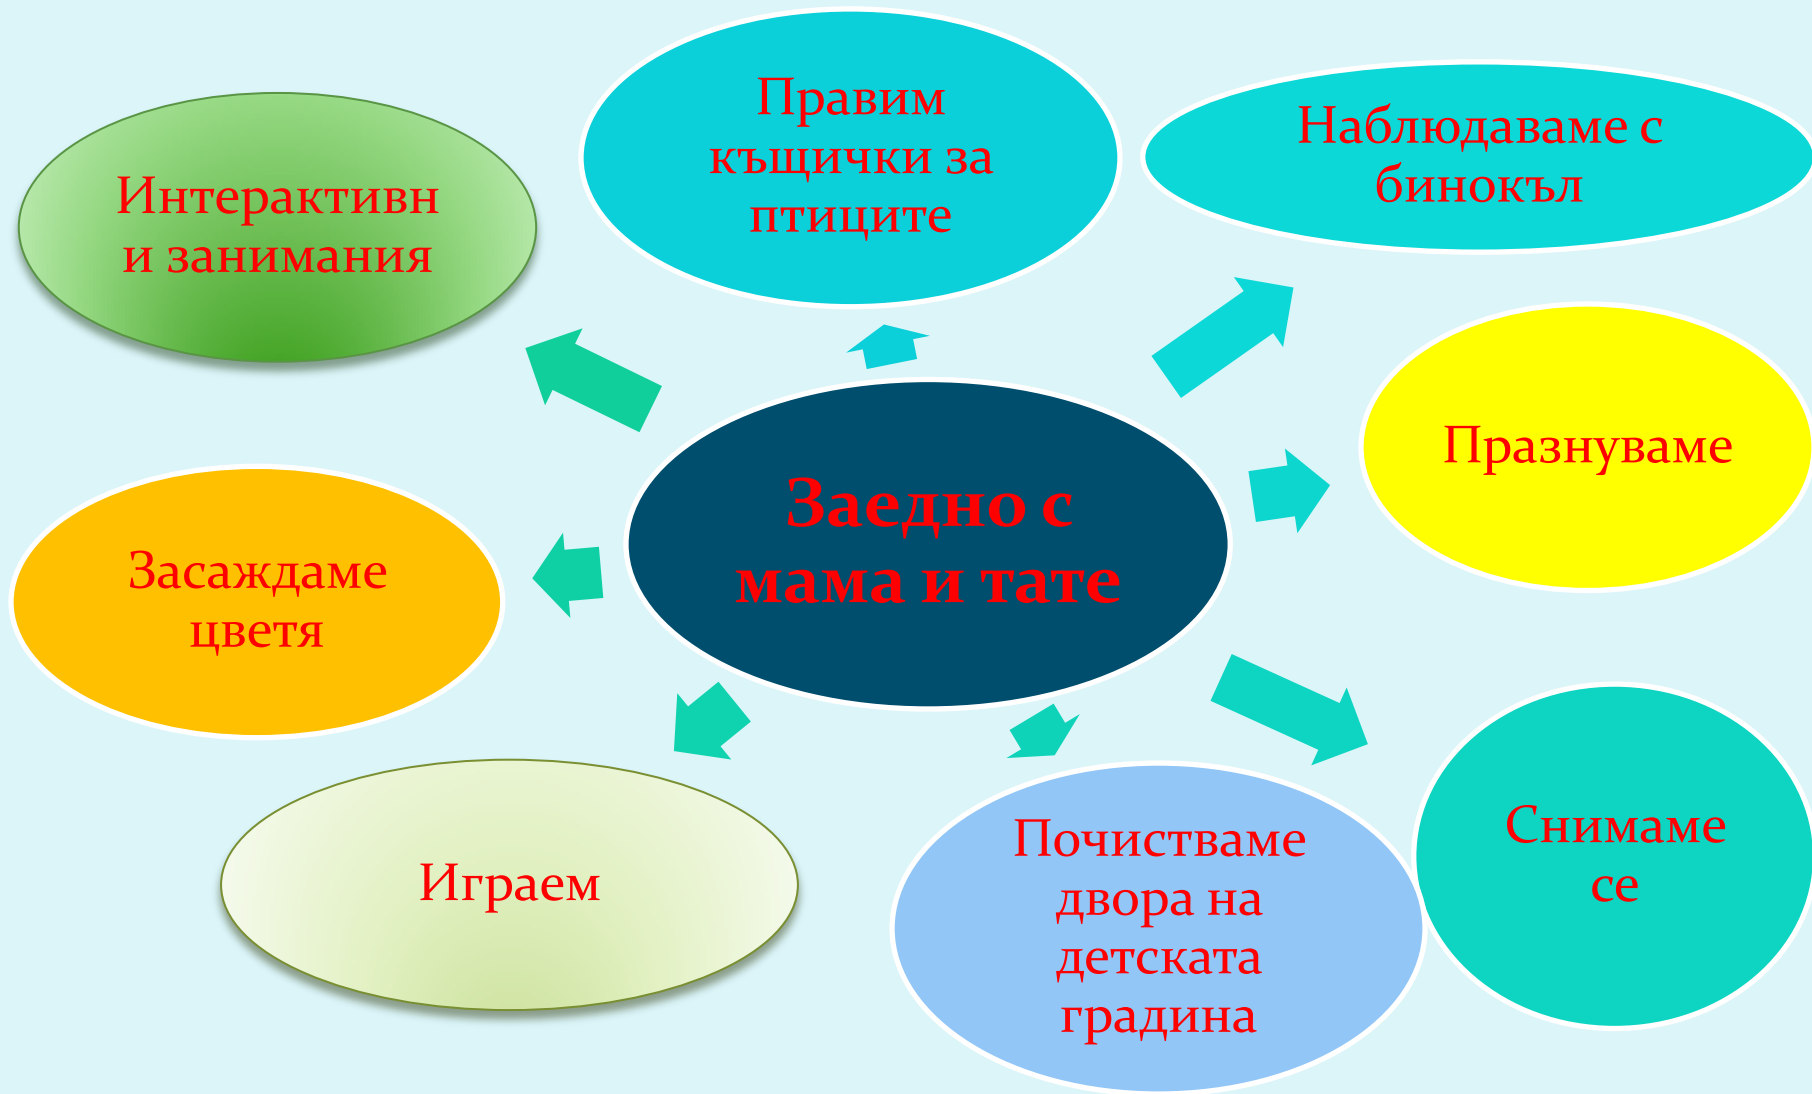 Правим
къщички за
птиците
Наблюдаваме с
бинокъл
Интерактивн
и занимания
Празнуваме
Заедно с
мама и тате
Засаждаме
цветя
Снимаме
се
Играем
Почистваме
двора на
детската
градина